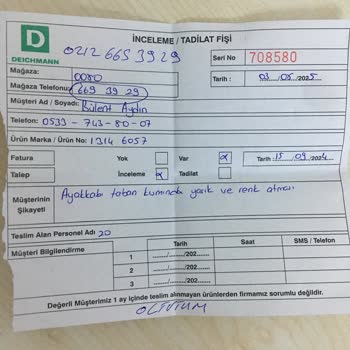 D
DEICHMANN
0212 665 39 29
İNCELEME / TADİLAT FİŞİ
Seri No 708580
Mağaza: 0080
Tarih : 03 / 05 /2025
Mağaza Telefonu: 669 39 29
Müşteri Adı / Soyadı: Bülent Aydın
Telefon: 0533 - 743 - 80 - 07
Ürün Marka / Ürün No: 1314 6057
Fatura Yok Var x Tarih : 15 / 09 /2024
Talep İnceleme x Tadilat
Müşterinin Şikayeti Ayakkabı taban kısmında yarık ve renk atması
Teslim Alan Personel Adı 20
Müşteri Bilgilendirme Tarih Saat SMS / Telefon
1 ....../....../202......
2 ....../....../202......
3 ....../....../202......
Değerli Müşterimiz 1 ay içinde teslim alınmayan ürünlerden firmamız sorumlu değildir.
OLIVIUM